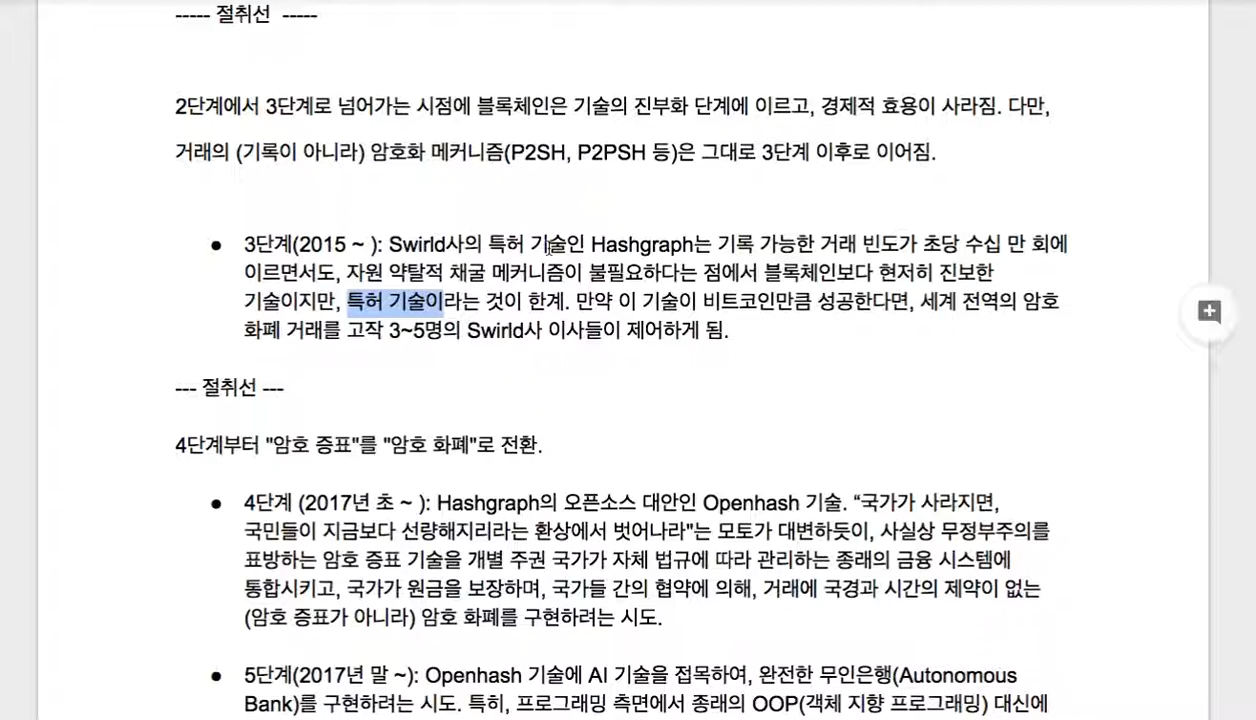 ----- 절취선 -----
2단계에서 3단계로 넘어가는 시점에 블록체인은 기술의 진부화 단계에 이르고, 경제적 효용이 사라짐. 다만,
거래의 (기록이 아니라) 암호화 메커니즘(P2SH, P2PSH 등)은 그대로 3단계 이후로 이어짐.
● 3단계(2015 ~ ): Swirld사의 특허 기술인 Hashgraph는 기록 가능한 거래 빈도가 초당 수십 만 회에
이르면서도, 자원 약탈적 채굴 메커니즘이 불필요하다는 점에서 블록체인보다 현저히 진보한
기술이지만, 특허 기술이라는 것이 한계. 만약 이 기술이 비트코인만큼 성공한다면, 세계 전역의 암호
화폐 거래를 고작 3~5명의 Swirld사 이사들이 제어하게 됨.
--- 절취선 ---
4단계부터 "암호 증표"를 "암호 화폐"로 전환.
● 4단계 (2017년 초 ~ ): Hashgraph의 오픈소스 대안인 Openhash 기술. “국가가 사라지면,
국민들이 지금보다 선량해지리라는 환상에서 벗어나라"는 모토가 대변하듯이, 사실상 무정부주의를
표방하는 암호 증표 기술을 개별 주권 국가가 자체 법규에 따라 관리하는 종래의 금융 시스템에
통합시키고, 국가가 원금을 보장하며, 국가들 간의 협약에 의해, 거래에 국경과 시간의 제약이 없는
(암호 증표가 아니라) 암호 화폐를 구현하려는 시도.
● 5단계(2017년 말 ~): Openhash 기술에 AI 기술을 접목하여, 완전한 무인은행(Autonomous
Bank)를 구현하려는 시도. 특히, 프로그래밍 측면에서 종래의 OOP(객체 지향 프로그래밍) 대신에